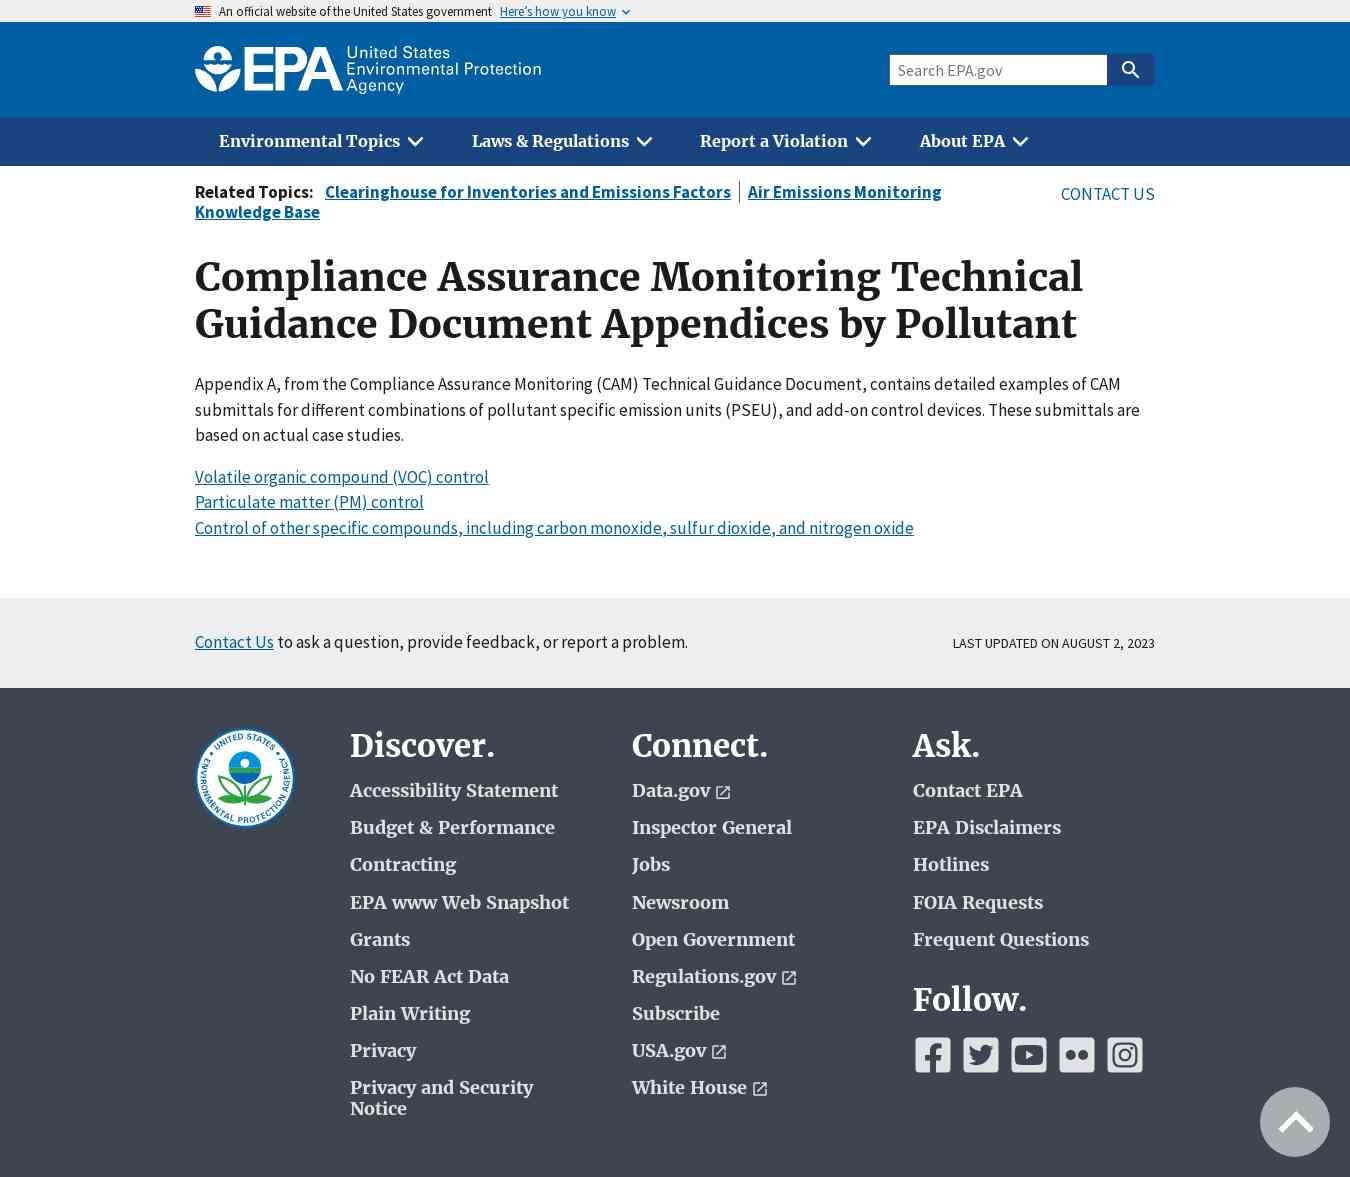 An official website of the United States government Here’s how you know
EPA United States
Environmental Protection
Agency
Search EPA.gov
Environmental Topics Laws & Regulations Report a Violation About EPA
Related Topics: Clearinghouse for Inventories and Emissions Factors Air Emissions Monitoring
Knowledge Base
CONTACT US
Compliance Assurance Monitoring Technical
Guidance Document Appendices by Pollutant
Appendix A, from the Compliance Assurance Monitoring (CAM) Technical Guidance Document, contains detailed examples of CAM
submittals for different combinations of pollutant specific emission units (PSEU), and add-on control devices. These submittals are
based on actual case studies.
Volatile organic compound (VOC) control
Particulate matter (PM) control
Control of other specific compounds, including carbon monoxide, sulfur dioxide, and nitrogen oxide
Contact Us to ask a question, provide feedback, or report a problem.
LAST UPDATED ON AUGUST 2, 2023
UNITED STATES
ENVIRONMENTAL PROTECTION AGENCY
Discover.
Accessibility Statement
Budget & Performance
Contracting
EPA www Web Snapshot
Grants
No FEAR Act Data
Plain Writing
Privacy
Privacy and Security
Notice
Connect.
Data.gov
Inspector General
Jobs
Newsroom
Open Government
Regulations.gov
Subscribe
USA.gov
White House
Ask.
Contact EPA
EPA Disclaimers
Hotlines
FOIA Requests
Frequent Questions
Follow.